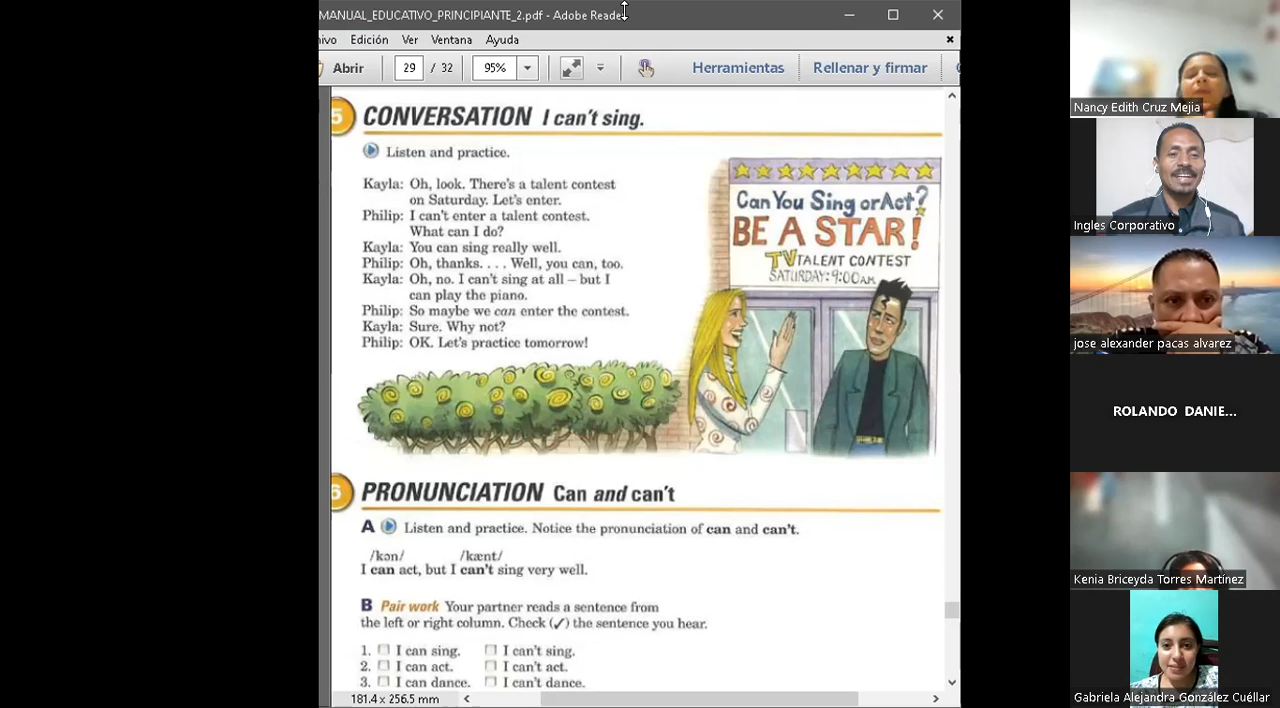 MANUAL_EDUCATIVO_PRINCIPIANTE_2.pdf - Adobe Reader
ivo Edición Ver Ventana Ayuda
Abrir 29 / 32 95% Herramientas Rellenar y firmar
5 CONVERSATION I can't sing.
Listen and practice.
Kayla: Oh, look. There's a talent contest
on Saturday. Let's enter.
Philip: I can't enter a talent contest.
What can I do?
Kayla: You can sing really well.
Philip: Oh, thanks. . . . Well, you can, too.
Kayla: Oh, no. I can't sing at all – but I
can play the piano.
Philip: So maybe we can enter the contest.
Kayla: Sure. Why not?
Philip: OK. Let's practice tomorrow!
Can You Sing or Act?
BE A STAR!
TV TALENT CONTEST
SATURDAY: 9:00 AM
6 PRONUNCIATION Can and can't
A Listen and practice. Notice the pronunciation of can and can't.
/kən/ /kænt/
I can act, but I can't sing very well.
B Pair work Your partner reads a sentence from
the left or right column. Check (✓) the sentence you hear.
1. I can sing. I can't sing.
2. I can act. I can't act.
3. I can dance. I can't dance.
181.4 x 256.5 mm
Nancy Edith Cruz Mejia
Ingles Corporativo
jose alexander pacas alvarez
ROLANDO DANIE...
Kenia Briceyda Torres Martínez
Gabriela Alejandra González Cuéllar